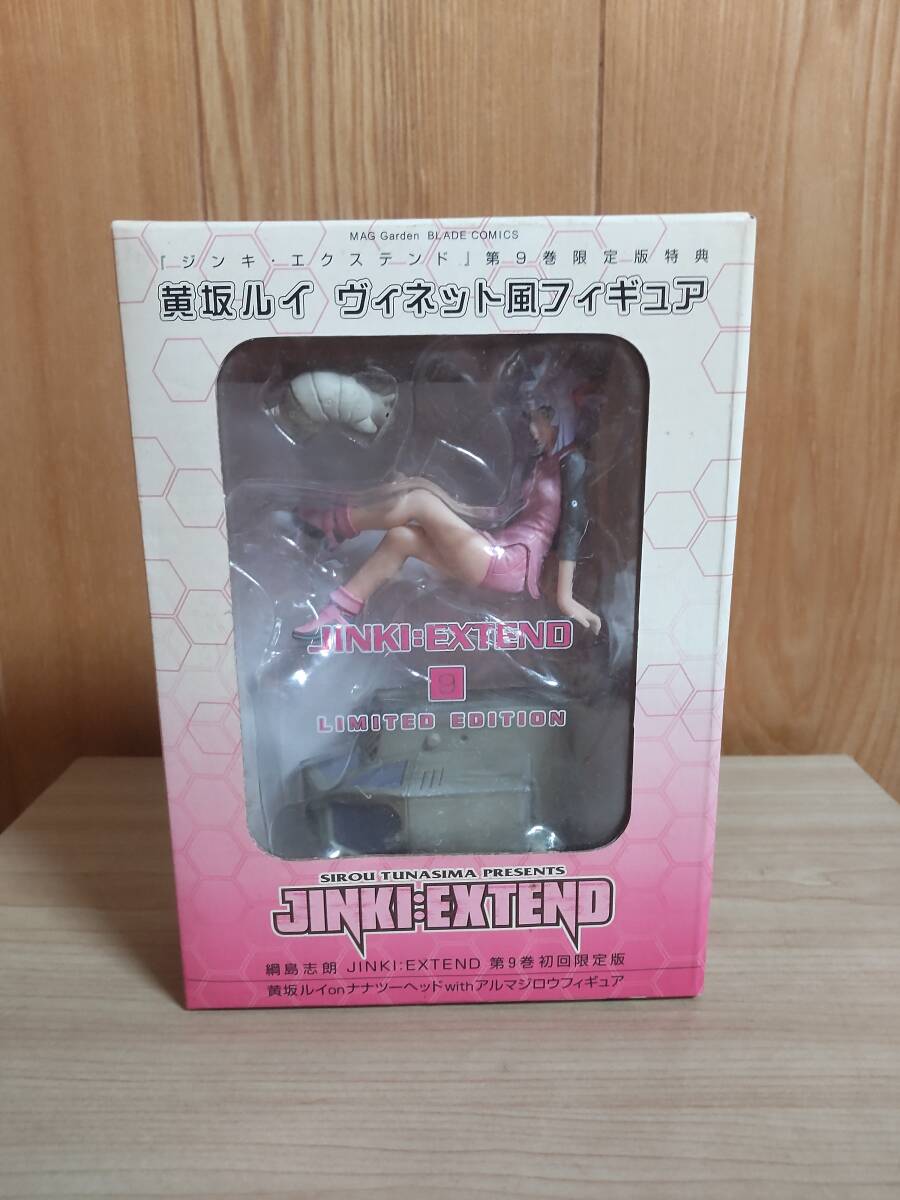 MAG Garden BLADE COMICS
『ジンキ・エクステンド』第9巻限定版特典
黄坂ルイ ヴィネット風フィギュア
JINKI:EXTEND
9
LIMITED EDITION
SIROU TUNASIMA PRESENTS
JINKI:EXTEND
綱島志朗 JINKI:EXTEND 第9巻初回限定版
黄坂ルイonナナツーヘッドwithアルマジロウフィギュア